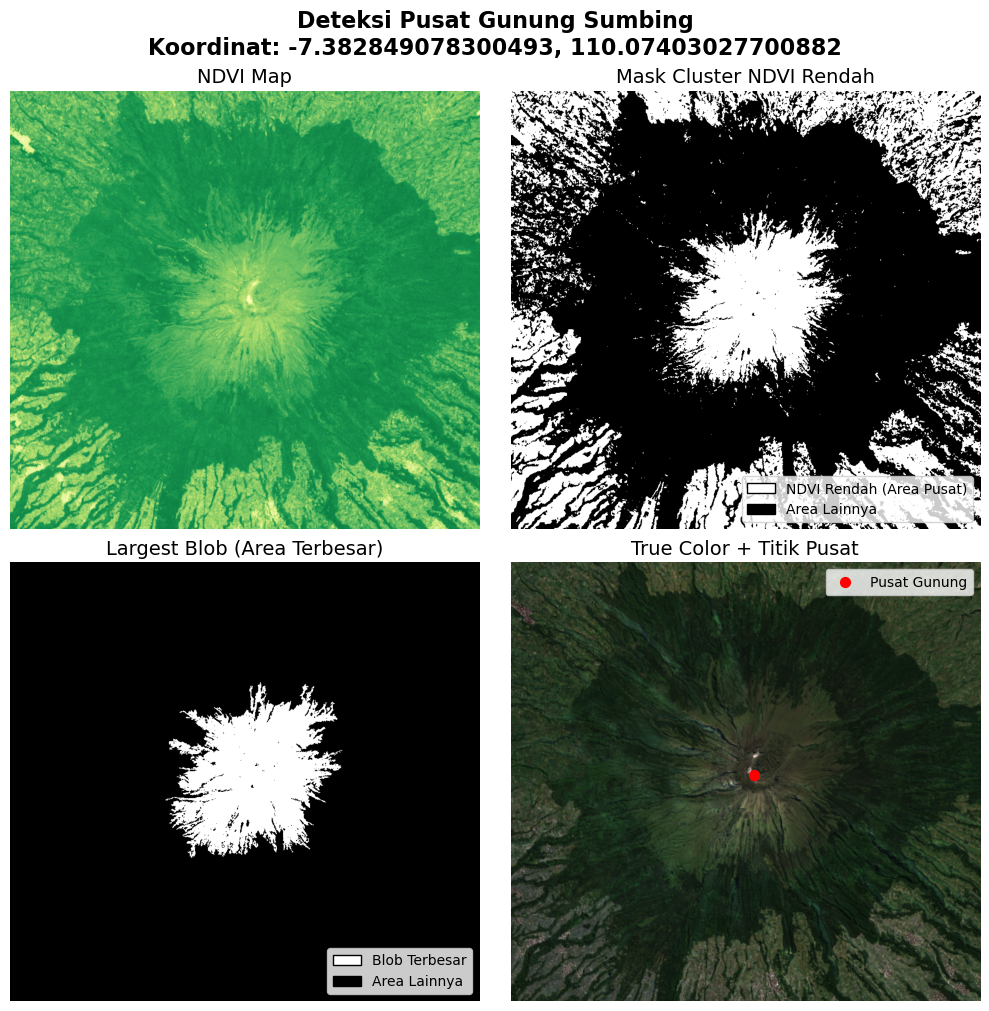 Deteksi Pusat Gunung Sumbing
Koordinat: -7.382849078300493, 110.07403027700882
NDVI Map
Mask Cluster NDVI Rendah
NDVI Rendah (Area Pusat)
Area Lainnya
Largest Blob (Area Terbesar)
True Color + Titik Pusat
Blob Terbesar
Area Lainnya
Pusat Gunung